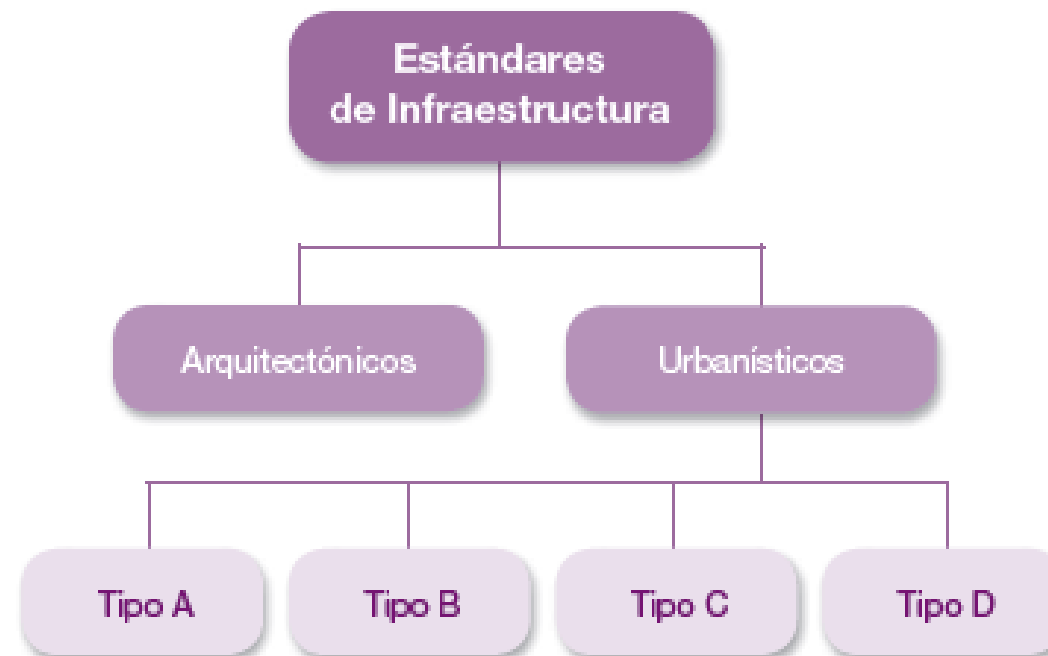 Estándares
de Infraestructura
Arquitectónicos
Urbanísticos
Tipo A
Tipo B
Tipo C
Tipo D